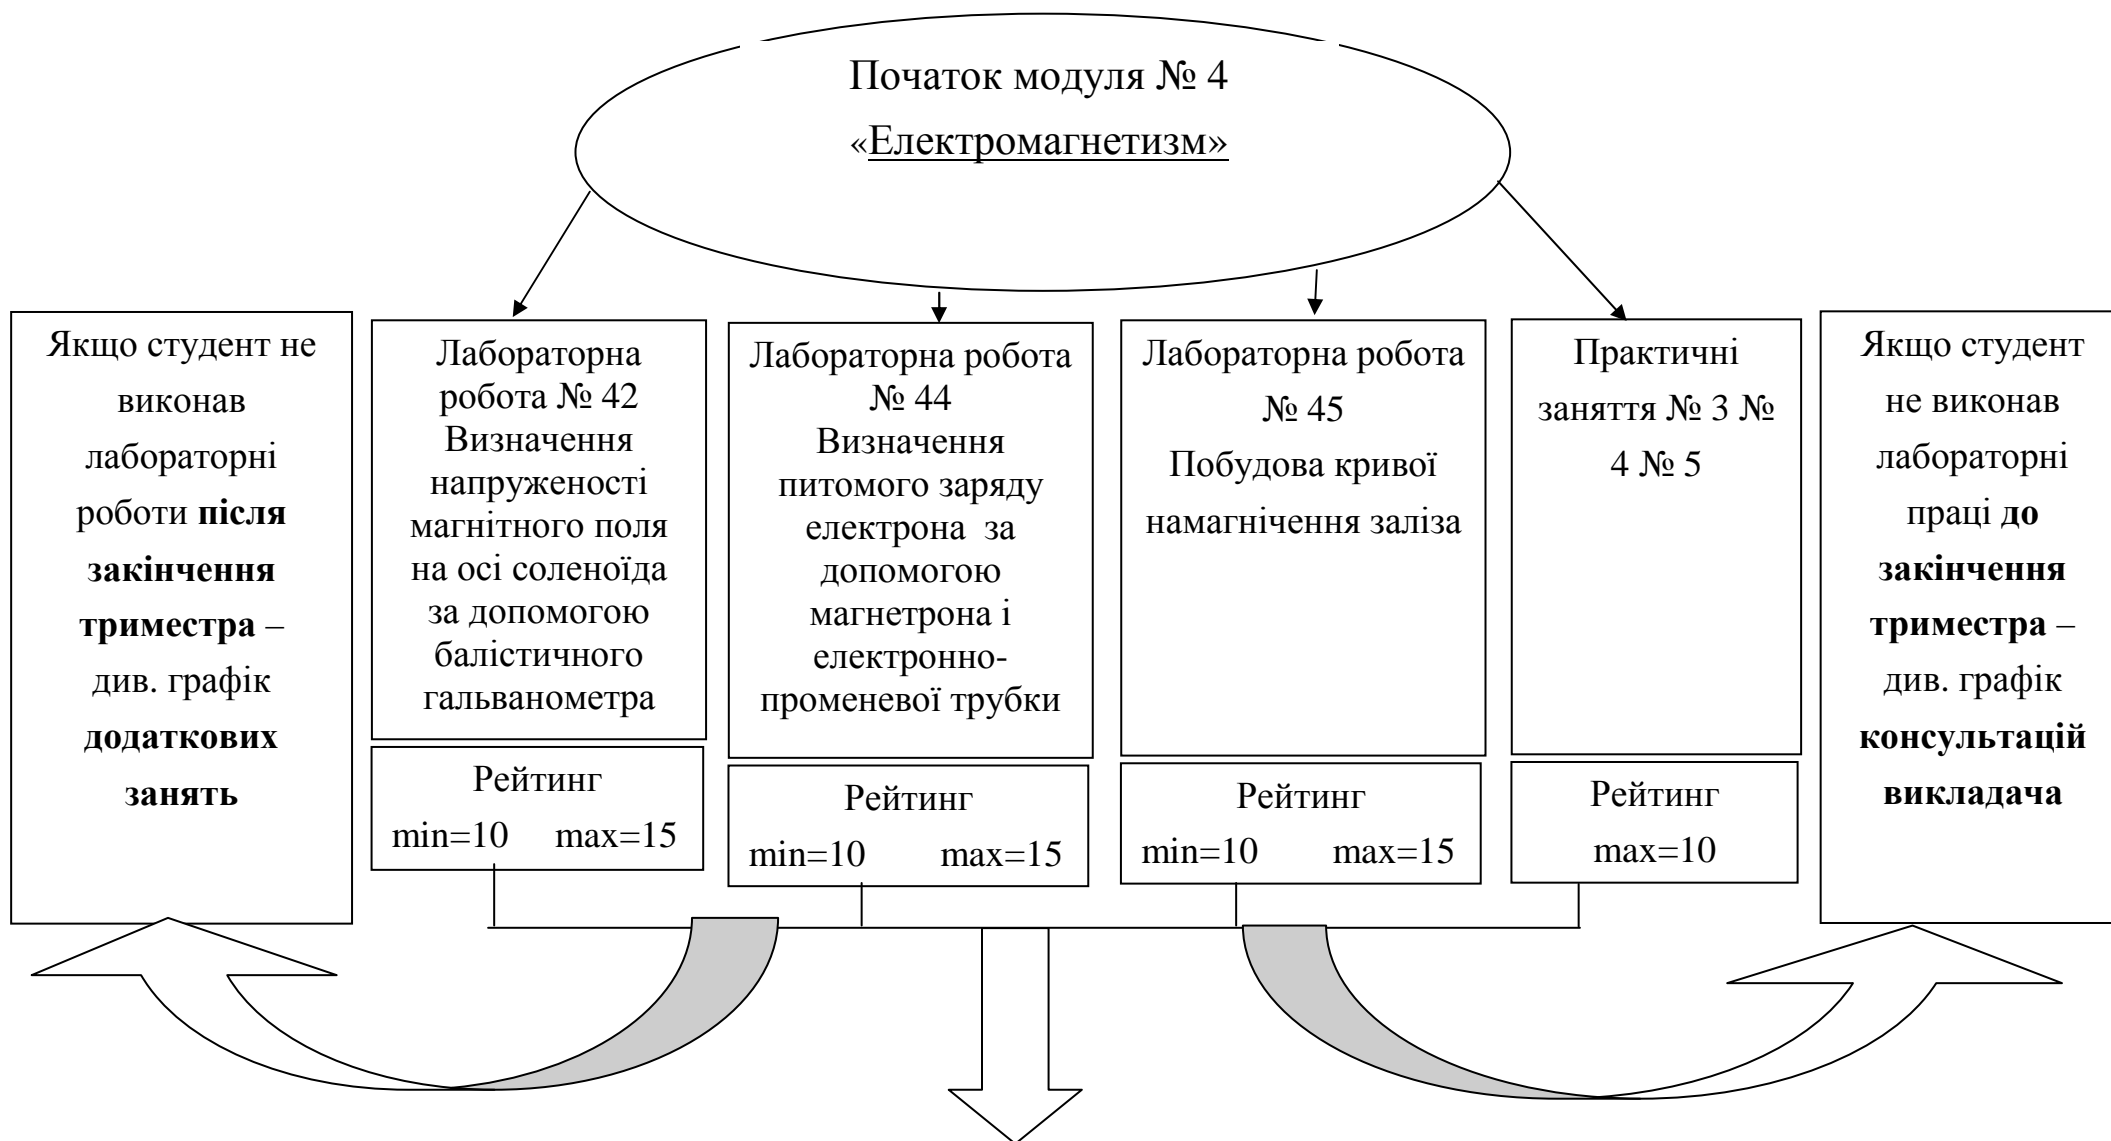 Початок модуля № 4
«Електромагнетизм»
Якщо студент не
виконав
лабораторні
роботи після
закінчення
триместра –
див. графік
додаткових
занять
Лабораторна
робота № 42
Визначення
напруженості
магнітного поля
на осі соленоїда
за допомогою
балістичного
гальванометра
Рейтинг
min=10 max=15
Лабораторна робота
№ 44
Визначення
питомого заряду
електрона за
допомогою
магнетрона і
електронно-
променевої трубки
Рейтинг
min=10 max=15
Лабораторна робота
№ 45
Побудова кривої
намагнічення заліза
Рейтинг
min=10 max=15
Практичні
заняття № 3 №
4 № 5
Рейтинг
max=10
Якщо студент
не виконав
лабораторні
праці до
закінчення
триместра –
див. графік
консультацій
викладача